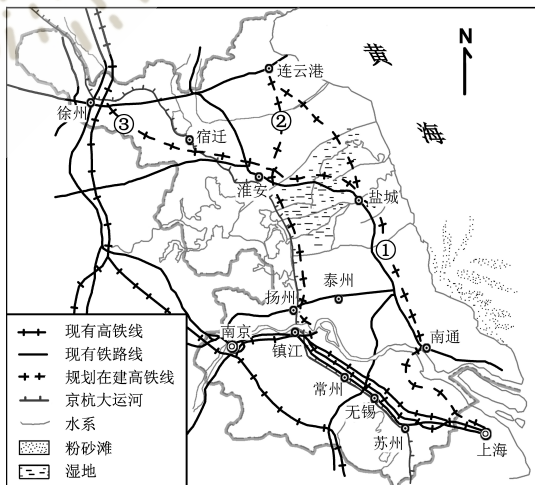 黄
海
N
连云港
徐州
③
②
宿迁
淮安
盐城
①
扬州
泰州
南京
镇江
南通
常州
无锡
苏州
上海
现有高铁线
现有铁路线
规划在建高铁线
京杭大运河
水系
粉砂滩
湿地